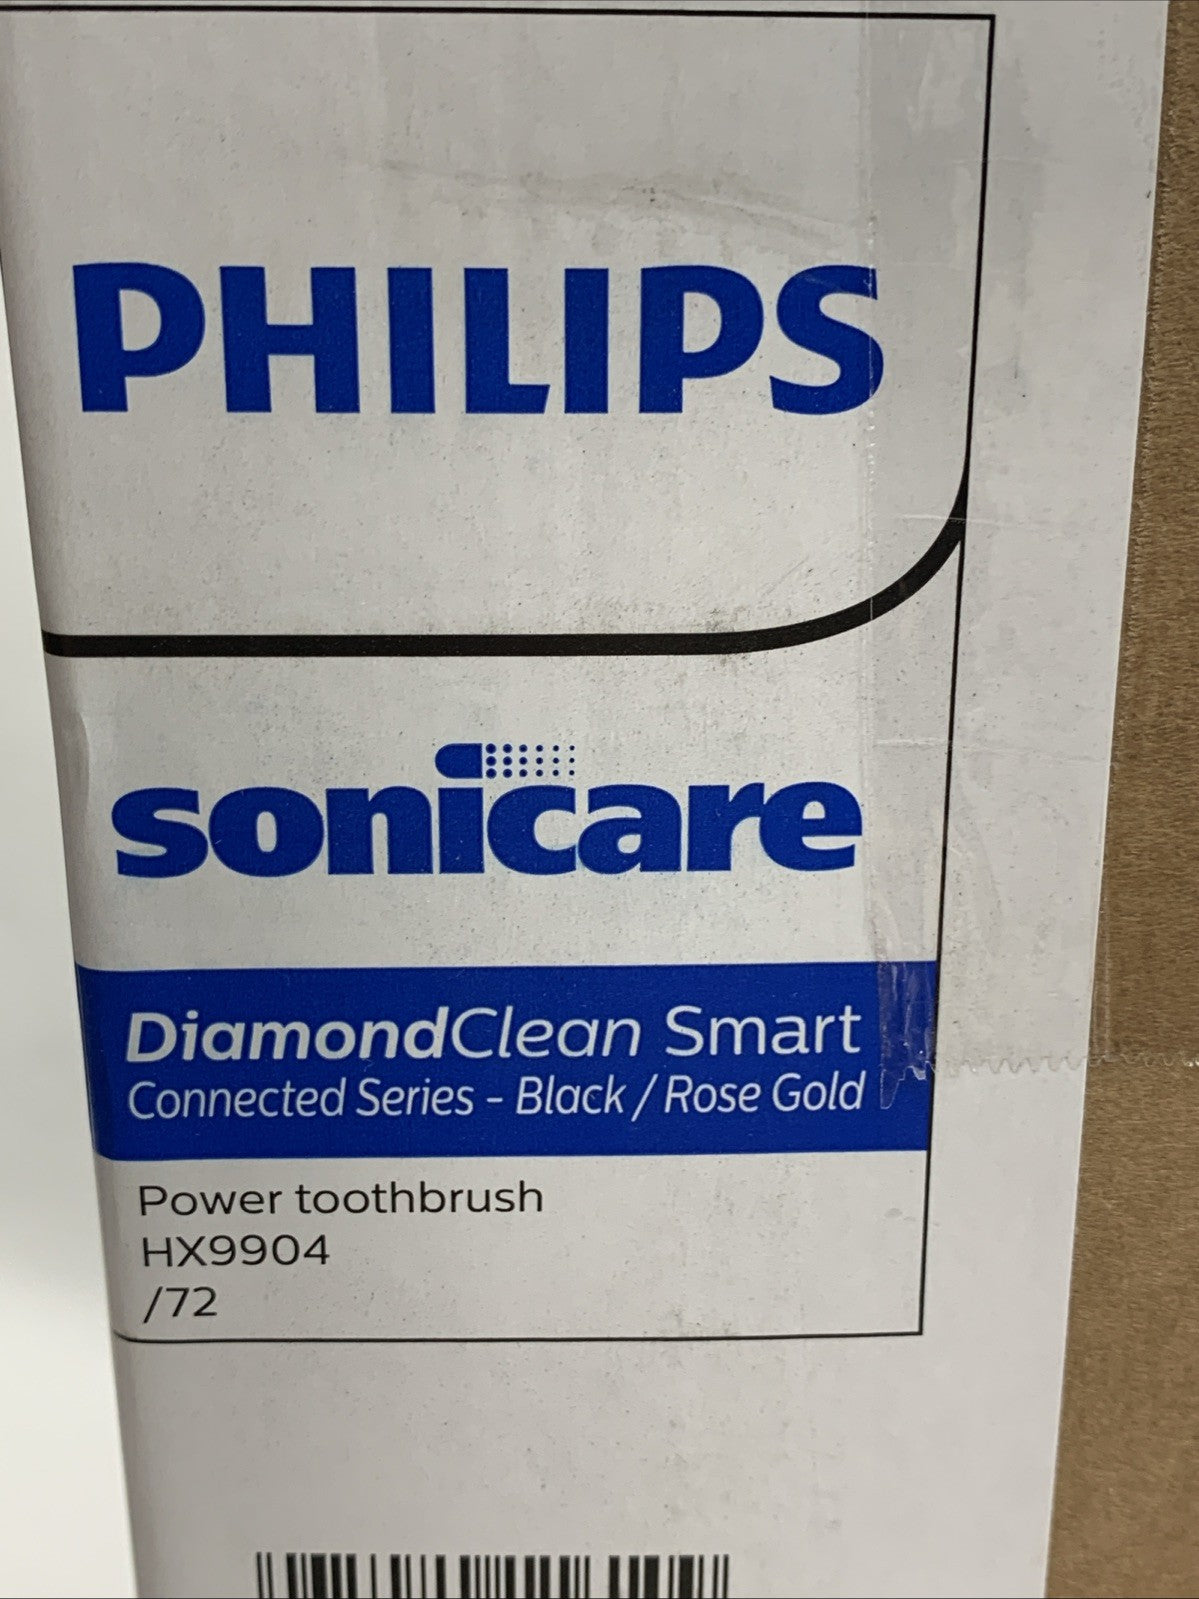 PHILIPS
sonicare
DiamondClean Smart
Connected Series - Black / Rose Gold
Power toothbrush
HX9904
/72